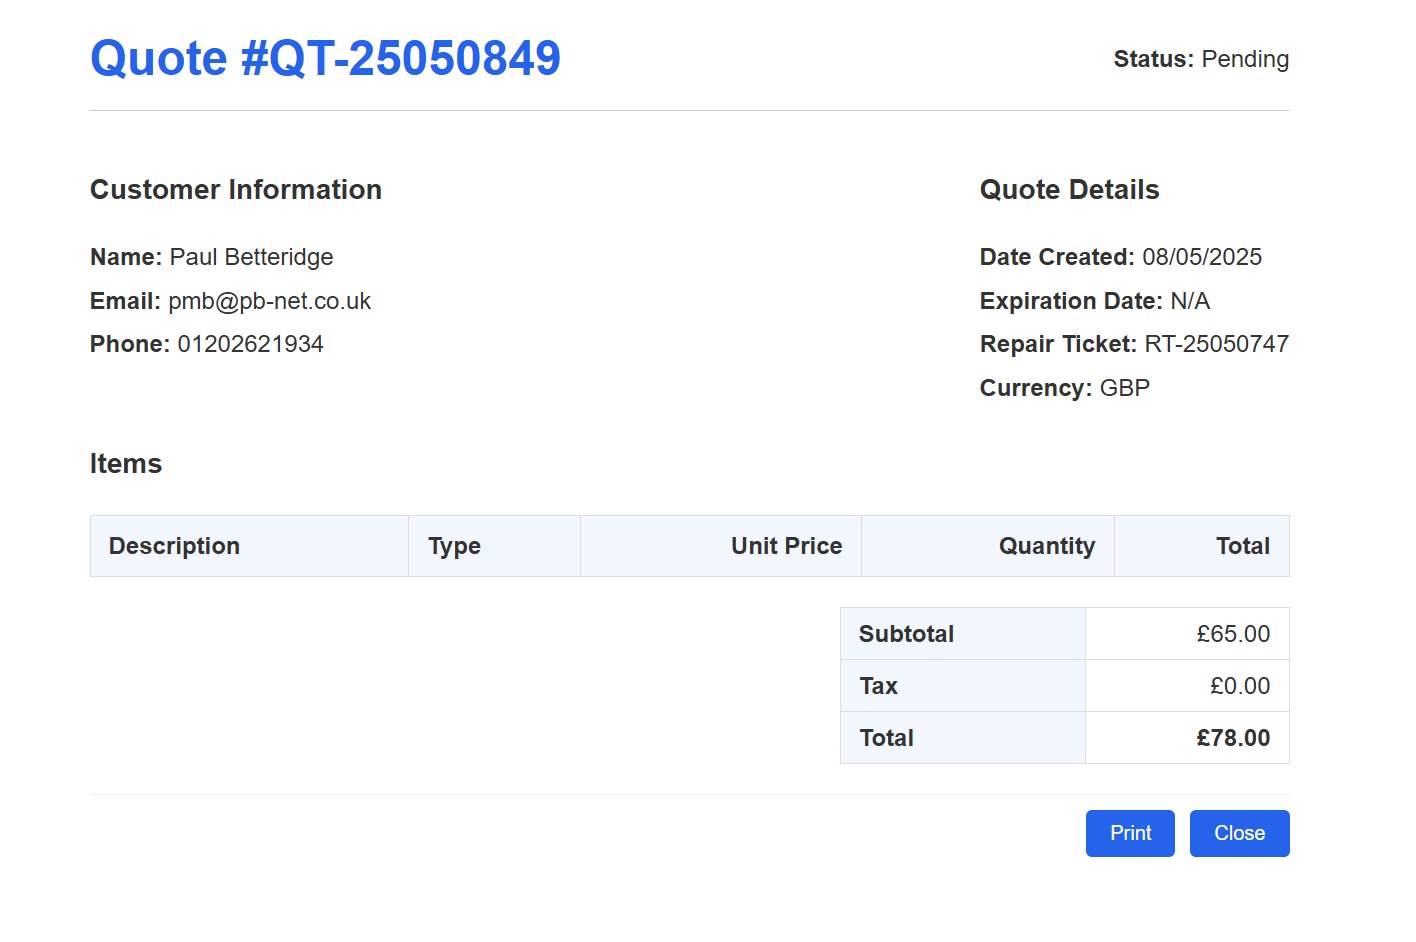 Quote #QT-25050849
Status: Pending
Customer Information
Name: Paul Betteridge
Email: pmb@pb-net.co.uk
Phone: 01202621934
Quote Details
Date Created: 08/05/2025
Expiration Date: N/A
Repair Ticket: RT-25050747
Currency: GBP
Items
Description Type Unit Price Quantity Total
Subtotal £65.00
Tax £0.00
Total £78.00
Print Close